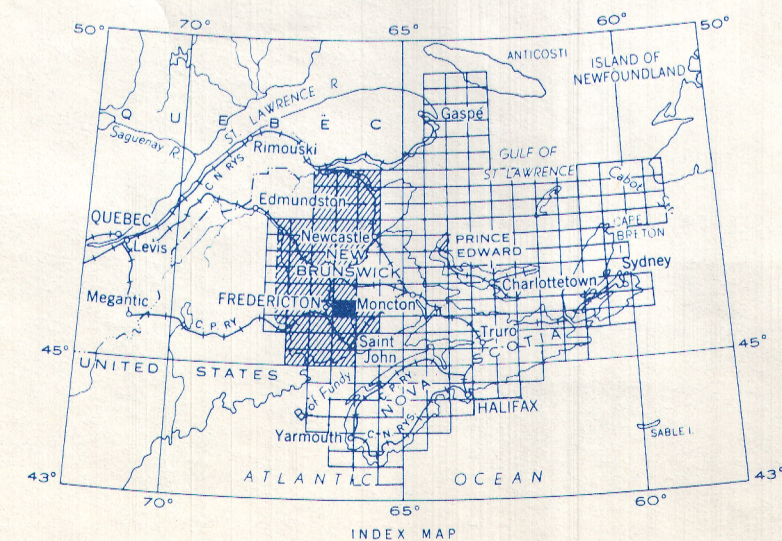 50° 70° 65° 60° 50°
ANTICOSTI
ISLAND OF
NEWFOUNDLAND
Q U E B E C
ST. LAWRENCE R
Saguenay R.
Gaspé
C N RYS
Rimouski
GULF OF
ST LAWRENCE
Cabot
Edmundston
QUEBEC
Levis
Newcastle
NEW
BRUNSWICK
PRINCE
EDWARD
I
CAPE
BRETON
I
Sydney
Charlottetown
Megantic
FREDERICTON
Moncton
C. P. RY
Truro
Saint
John
NOVA
SCOTIA
45°
45°
UNITED STATES
B of Fundy
C. P. RY.
C. N. RYS.
HALIFAX
Yarmouth
SABLE I.
43°
ATLANTIC OCEAN
43°
70° 65° 60°
INDEX MAP